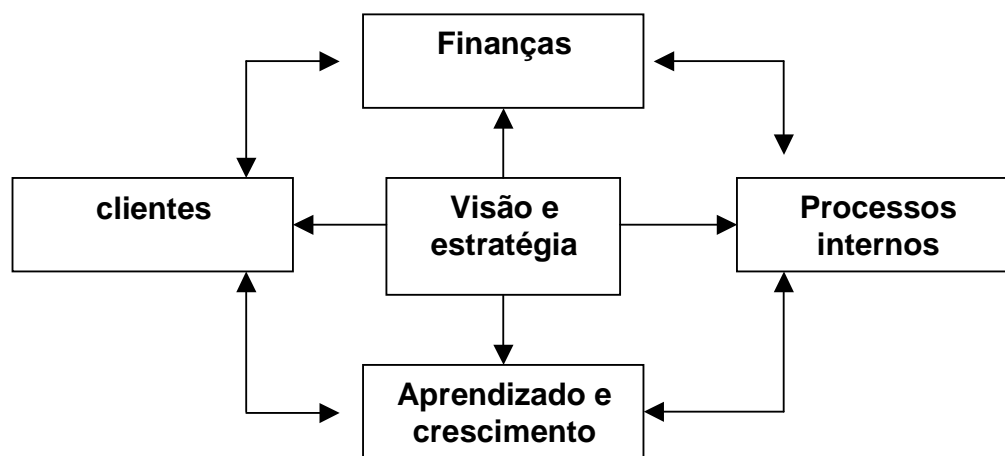 Finanças
clientes
Visão e
estratégia
Processos
internos
Aprendizado e
crescimento